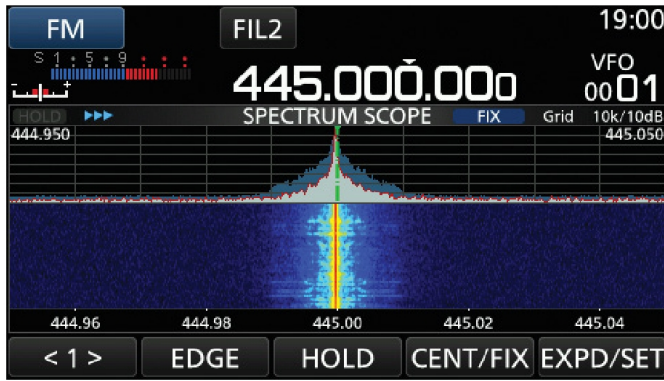 FM FIL2 19:00
S 1 5 9
VFO
- +
445.000.000 00 01
HOLD SPECTRUM SCOPE FIX Grid 10k/10dB
444.950 445.050
444.96 444.98 445.00 445.02 445.04
< 1 > EDGE HOLD CENT/FIX EXPD/SET